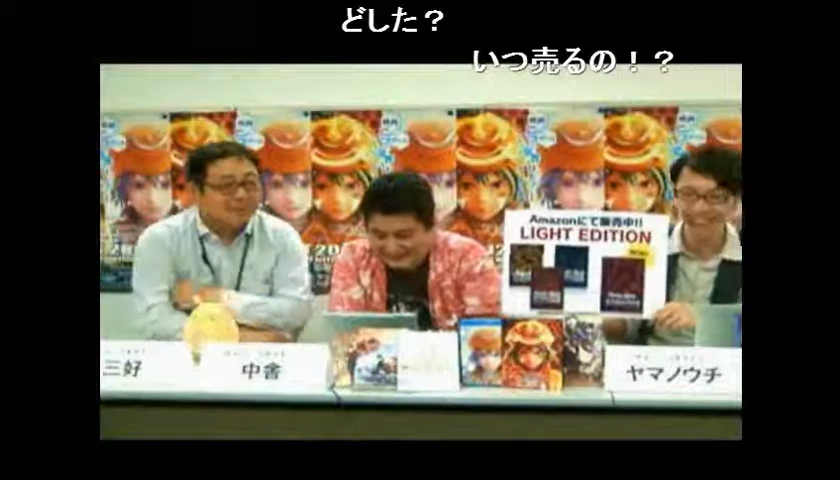 どした？
いつ売るの！？
Amazonにて販売中!!
LIGHT EDITION
三好
中舎
ヤマノウチ